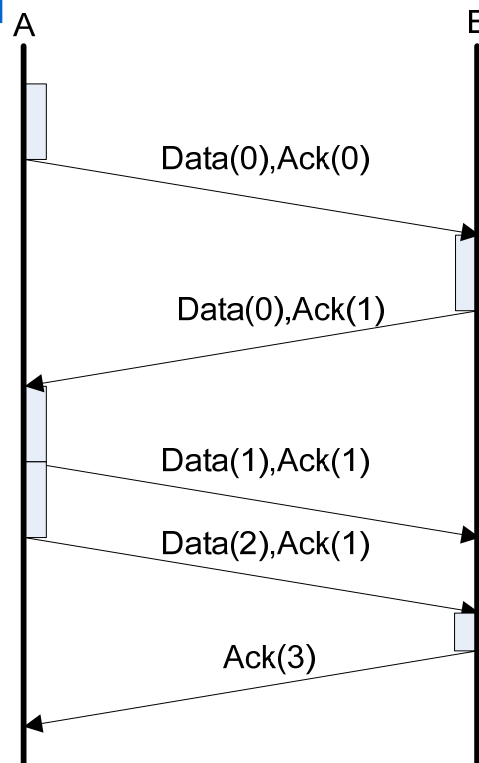 A
B
Data(0),Ack(0)
Data(0),Ack(1)
Data(1),Ack(1)
Data(2),Ack(1)
Ack(3)